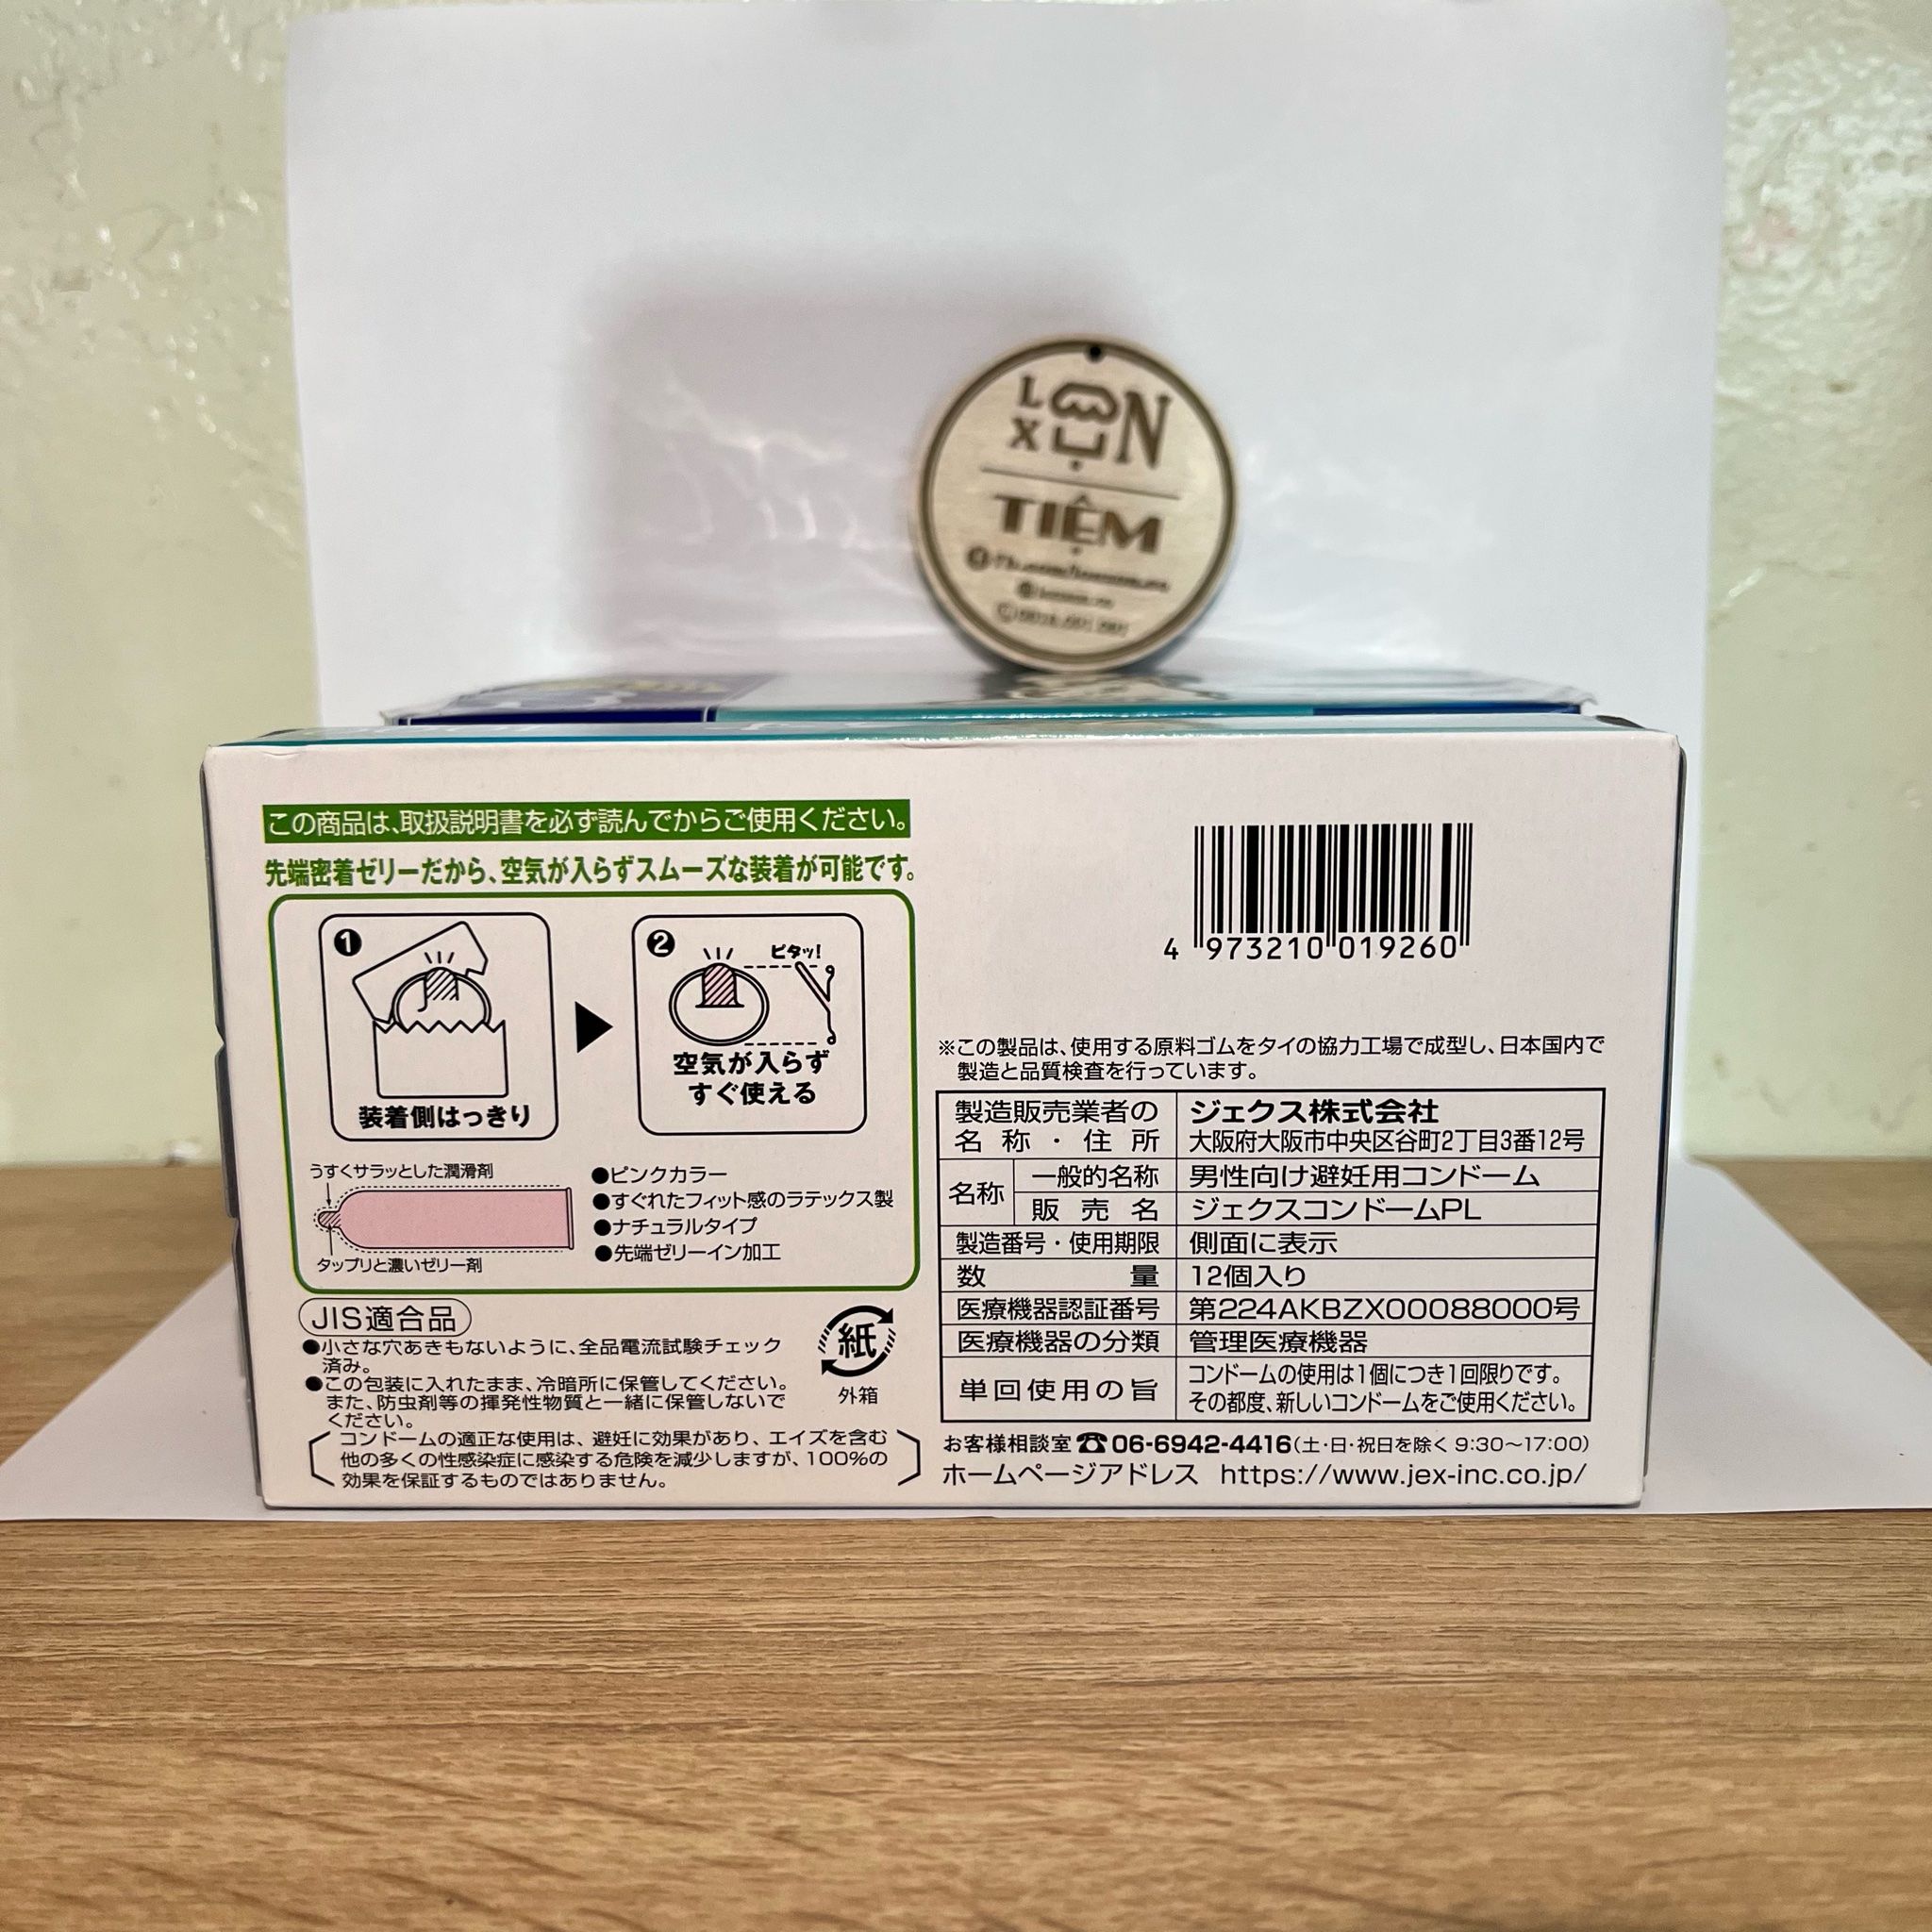 L
X N
TIỆM
この商品は、取扱説明書を必ず読んでからご使用ください。
先端密着ゼリーだから、空気が入らずスムーズな装着が可能です。
1
装着側はっきり
2
ピタッ!
空気が入らず
すぐ使える
うすくサラッとした潤滑剤
タップリと濃いゼリー剤
●ピンクカラー
●すぐれたフィット感のラテックス製
●ナチュラルタイプ
●先端ゼリーイン加工
JIS適合品
●小さな穴あきもないように、全品電流試験チェック
済み。
●この包装に入れたまま、冷暗所に保管してください。
また、防虫剤等の揮発性物質と一緒に保管しないで
ください。
紙
外箱
コンドームの適正な使用は、避妊に効果があり、エイズを含む
他の多くの性感染症に感染する危険を減少しますが、100%の
効果を保証するものではありません。
4 973210 019260
※この製品は、使用する原料ゴムをタイの協力工場で成型し、日本国内で
製造と品質検査を行っています。
製造販売業者の
名称・住所
ジェクス株式会社
大阪府大阪市中央区谷町2丁目3番12号
名称
一般的名称 男性向け避妊用コンドーム
販売名 ジェクスコンドームPL
製造番号・使用期限 側面に表示
数量 12個入り
医療機器認証番号 第224AKBZX00088000号
医療機器の分類 管理医療機器
単回使用の旨
コンドームの使用は1個につき1回限りです。
その都度、新しいコンドームをご使用ください。
お客様相談室☎06-6942-4416(土・日・祝日を除く 9:30～17:00)
ホームページアドレス https://www.jex-inc.co.jp/